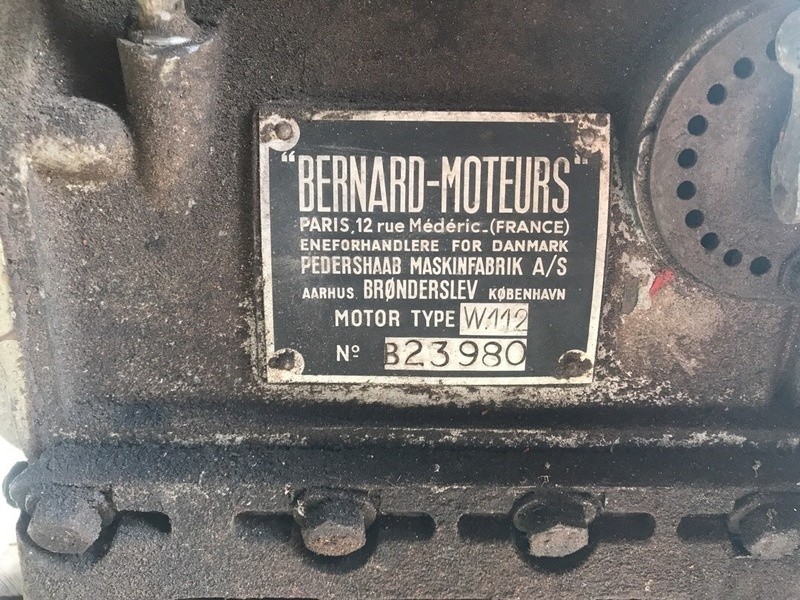 "BERNARD-MOTEURS"
PARIS, 12 rue Médéric_(FRANCE)
ENEFORHANDLERE FOR DANMARK
PEDERSHAAB MASKINFABRIK A/S
AARHUS BRØNDERSLEV KØBENHAVN
MOTOR TYPE W.112
Nº B23980